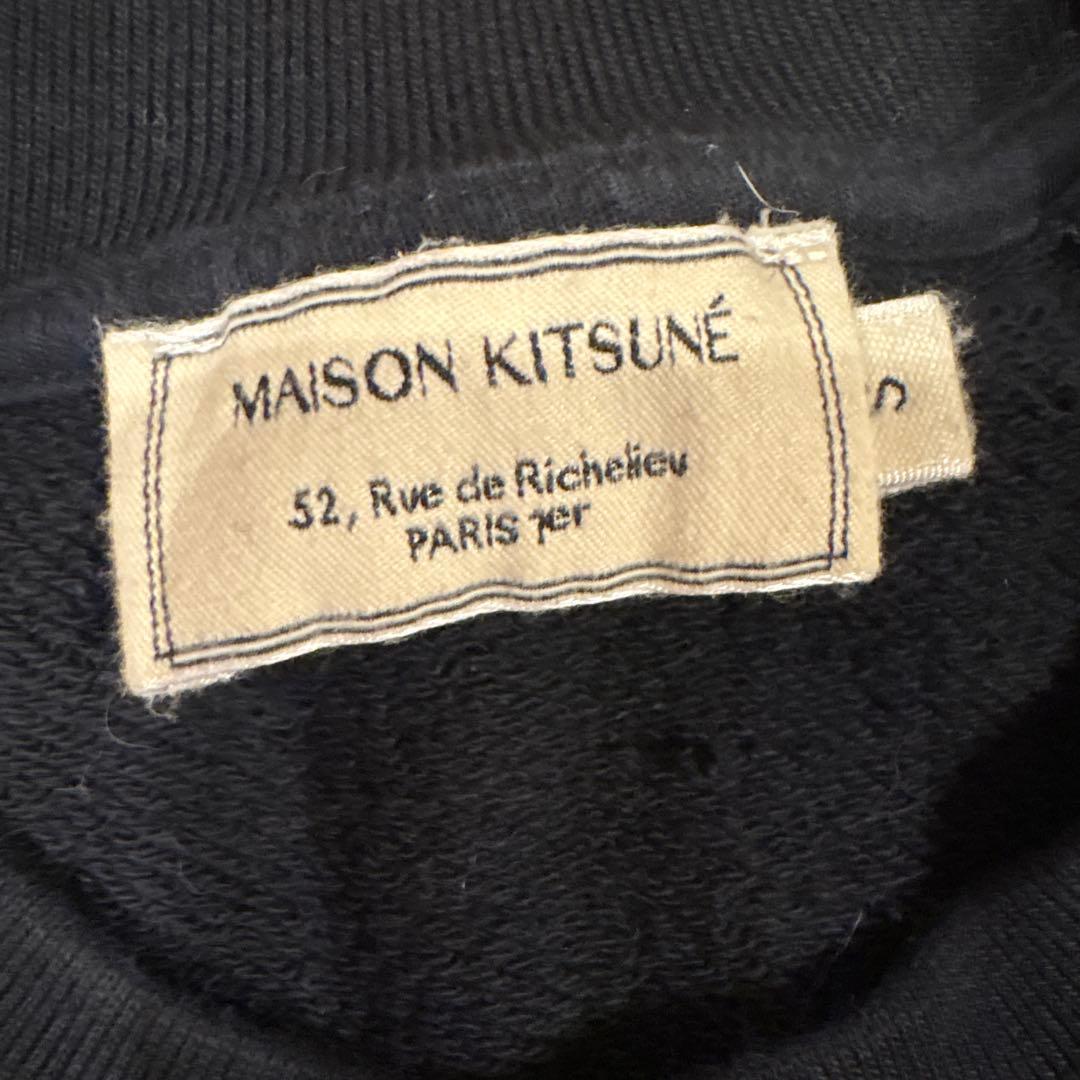 MAISON KITSUNÉ
52, Rue de Richelieu
PARIS 1er
S